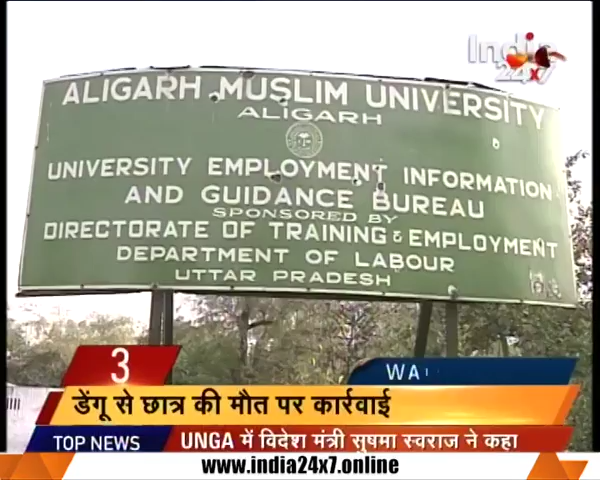 India
24x7
ALIGARH MUSLIM UNIVERSITY
ALIGARH
UNIVERSITY EMPLOYMENT INFORMATION
AND GUIDANCE BUREAU
SPONSORED BY
DIRECTORATE OF TRAINING & EMPLOYMENT
DEPARTMENT OF LABOUR
UTTAR PRADESH
3
WA
डेंगू से छात्र की मौत पर कार्रवाई
TOP NEWS
UNGA में विदेश मंत्री सुषमा स्वराज ने कहा
www.india24x7.online